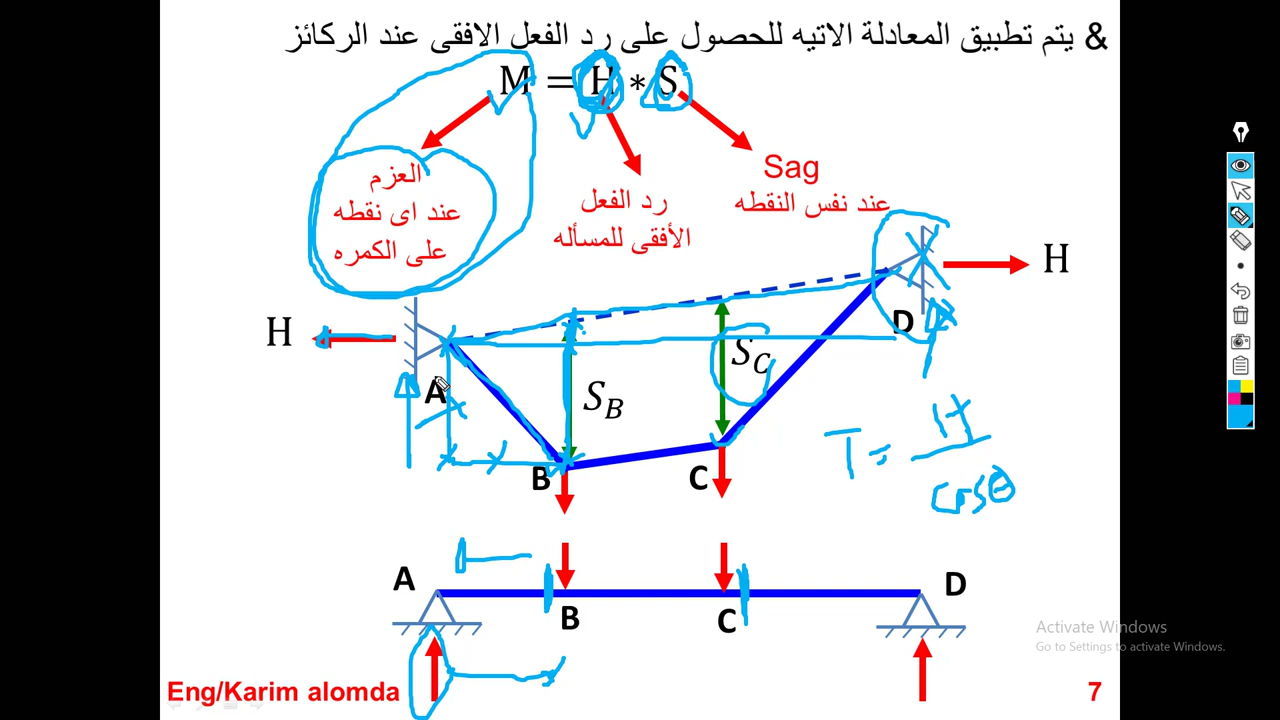 & يتم تطبيق المعادلة الاتيه للحصول على رد الفعل الافقى عند الركائز
M = H * S
العزم
عند اى نقطه
على الكمره
رد الفعل
الأفقى للمسأله
Sag
عند نفس النقطه
H
H
A
D
S_B
S_C
B
C
T = H / cosθ
A
B
C
D
Activate Windows
Go to Settings to activate Windows.
Eng/Karim alomda
7